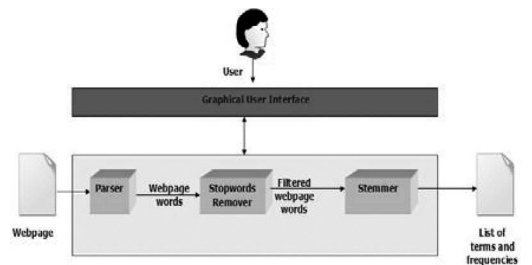 User
Graphical User Interface
Parser
Webpage
words
Stopwords
Remover
Filtered
webpage
words
Stemmer
Webpage
List of
terms and
frequencies